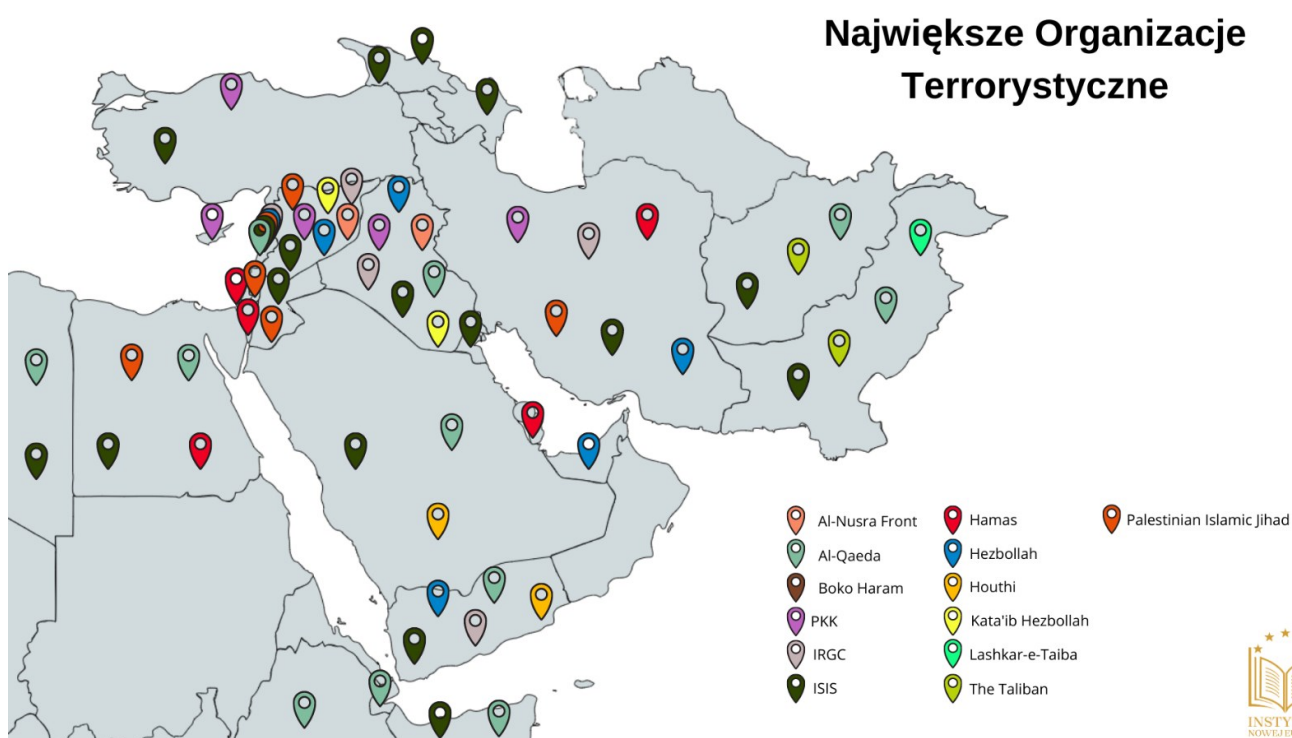 Największe Organizacje
Terrorystyczne
Al-Nusra Front
Al-Qaeda
Boko Haram
PKK
IRGC
ISIS
Hamas
Hezbollah
Houthi
Kata'ib Hezbollah
Lashkar-e-Taiba
The Taliban
Palestinian Islamic Jihad